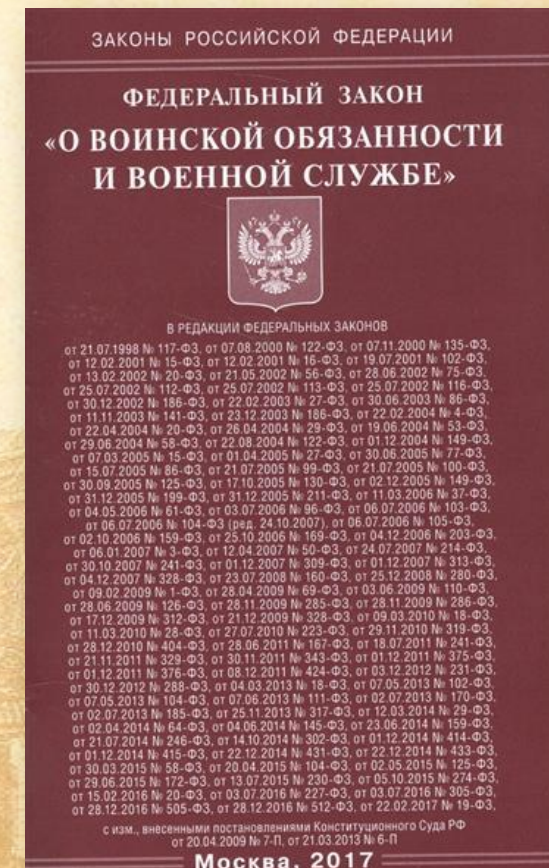 ЗАКОНЫ РОССИЙСКОЙ ФЕДЕРАЦИИ
ФЕДЕРАЛЬНЫЙ ЗАКОН
«О ВОИНСКОЙ ОБЯЗАННОСТИ
И ВОЕННОЙ СЛУЖБЕ»
В РЕДАКЦИИ ФЕДЕРАЛЬНЫХ ЗАКОНОВ
от 21.07.1998 № 117-ФЗ, от 07.08.2000 № 122-ФЗ, от 07.11.2000 № 135-ФЗ,
от 12.02.2001 № 15-ФЗ, от 12.02.2001 № 16-ФЗ, от 19.07.2001 № 102-ФЗ,
от 13.02.2002 № 20-ФЗ, от 21.05.2002 № 56-ФЗ, от 28.06.2002 № 75-ФЗ,
от 25.07.2002 № 112-ФЗ, от 25.07.2002 № 113-ФЗ, от 25.07.2002 № 116-ФЗ,
от 30.12.2002 № 186-ФЗ, от 22.02.2003 № 27-ФЗ, от 30.06.2003 № 86-ФЗ,
от 11.11.2003 № 141-ФЗ, от 23.12.2003 № 186-ФЗ, от 22.02.2004 № 4-ФЗ,
от 22.04.2004 № 20-ФЗ, от 26.04.2004 № 29-ФЗ, от 19.06.2004 № 53-ФЗ,
от 29.06.2004 № 58-ФЗ, от 22.08.2004 № 122-ФЗ, от 01.12.2004 № 149-ФЗ,
от 07.03.2005 № 15-ФЗ, от 01.04.2005 № 27-ФЗ, от 30.06.2005 № 77-ФЗ,
от 15.07.2005 № 86-ФЗ, от 21.07.2005 № 99-ФЗ, от 21.07.2005 № 100-ФЗ,
от 30.09.2005 № 125-ФЗ, от 17.10.2005 № 130-ФЗ, от 02.12.2005 № 149-ФЗ,
от 31.12.2005 № 199-ФЗ, от 31.12.2005 № 211-ФЗ, от 11.03.2006 № 37-ФЗ,
от 04.05.2006 № 61-ФЗ, от 03.07.2006 № 96-ФЗ, от 06.07.2006 № 103-ФЗ,
от 06.07.2006 № 104-ФЗ (ред. 24.10.2007), от 06.07.2006 № 105-ФЗ,
от 02.10.2006 № 159-ФЗ, от 25.10.2006 № 169-ФЗ, от 04.12.2006 № 203-ФЗ,
от 06.01.2007 № 3-ФЗ, от 12.04.2007 № 50-ФЗ, от 24.07.2007 № 214-ФЗ,
от 30.10.2007 № 241-ФЗ, от 01.12.2007 № 309-ФЗ, от 01.12.2007 № 313-ФЗ,
от 04.12.2007 № 328-ФЗ, от 23.07.2008 № 160-ФЗ, от 25.12.2008 № 280-ФЗ,
от 09.02.2009 № 1-ФЗ, от 28.04.2009 № 69-ФЗ, от 03.06.2009 № 110-ФЗ,
от 28.06.2009 № 126-ФЗ, от 28.11.2009 № 285-ФЗ, от 28.11.2009 № 286-ФЗ,
от 17.12.2009 № 312-ФЗ, от 21.12.2009 № 328-ФЗ, от 09.03.2010 № 18-ФЗ,
от 11.03.2010 № 28-ФЗ, от 27.07.2010 № 223-ФЗ, от 29.11.2010 № 319-ФЗ,
от 28.12.2010 № 404-ФЗ, от 28.06.2011 № 167-ФЗ, от 18.07.2011 № 241-ФЗ,
от 21.11.2011 № 329-ФЗ, от 30.11.2011 № 343-ФЗ, от 01.12.2011 № 375-ФЗ,
от 01.12.2011 № 376-ФЗ, от 08.12.2011 № 424-ФЗ, от 03.12.2012 № 231-ФЗ,
от 30.12.2012 № 288-ФЗ, от 04.03.2013 № 18-ФЗ, от 07.05.2013 № 102-ФЗ,
от 07.05.2013 № 104-ФЗ, от 07.06.2013 № 111-ФЗ, от 02.07.2013 № 170-ФЗ,
от 02.07.2013 № 185-ФЗ, от 25.11.2013 № 317-ФЗ, от 12.03.2014 № 29-ФЗ,
от 02.04.2014 № 64-ФЗ, от 04.06.2014 № 145-ФЗ, от 23.06.2014 № 159-ФЗ,
от 21.07.2014 № 246-ФЗ, от 14.10.2014 № 302-ФЗ, от 01.12.2014 № 414-ФЗ,
от 01.12.2014 № 415-ФЗ, от 22.12.2014 № 431-ФЗ, от 22.12.2014 № 433-ФЗ,
от 30.03.2015 № 58-ФЗ, от 20.04.2015 № 104-ФЗ, от 02.05.2015 № 125-ФЗ,
от 29.06.2015 № 172-ФЗ, от 13.07.2015 № 230-ФЗ, от 05.10.2015 № 274-ФЗ,
от 15.02.2016 № 20-ФЗ, от 03.07.2016 № 227-ФЗ, от 03.07.2016 № 305-ФЗ,
от 28.12.2016 № 505-ФЗ, от 28.12.2016 № 512-ФЗ, от 22.02.2017 № 19-ФЗ,
с изм., внесенными постановлениями Конституционного Суда РФ
от 20.04.2009 № 7-П, от 21.03.2013 № 6-П
Москва, 2017